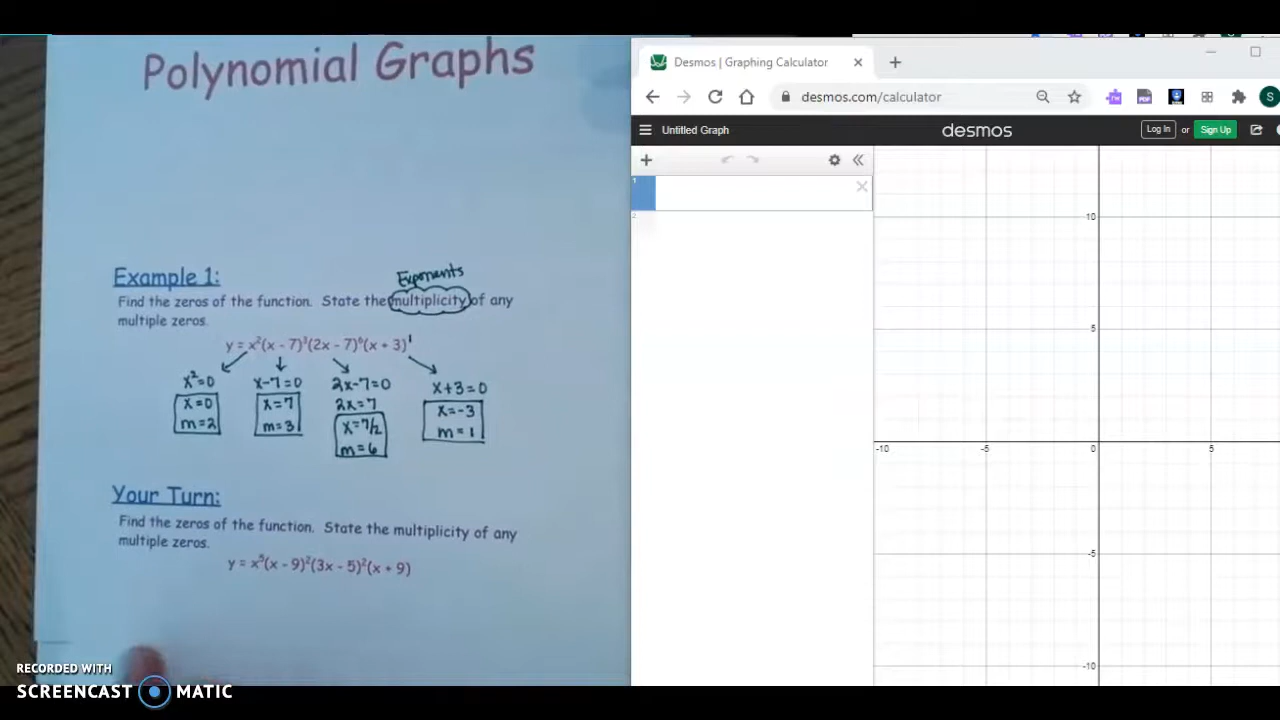 Polynomial Graphs
Example 1:
Exponents
Find the zeros of the function. State the multiplicity of any
multiple zeros.
y = x²(x - 7)³(2x - 7)⁶(x + 3)¹
x²=0 x-7=0 2x-7=0 x+3=0
x=0 x=7 2x=7 x=-3
m=2 m=3 x=7/2 m=1
m=6
Your Turn:
Find the zeros of the function. State the multiplicity of any
multiple zeros.
y = x⁵(x - 9)²(3x - 5)²(x + 9)
RECORDED WITH
SCREENCAST MATIC
Desmos | Graphing Calculator
desmos.com/calculator
PDF
S
Untitled Graph
desmos
Log In or Sign Up
1
2
10
5
-10 -5 0 5
-5
-10